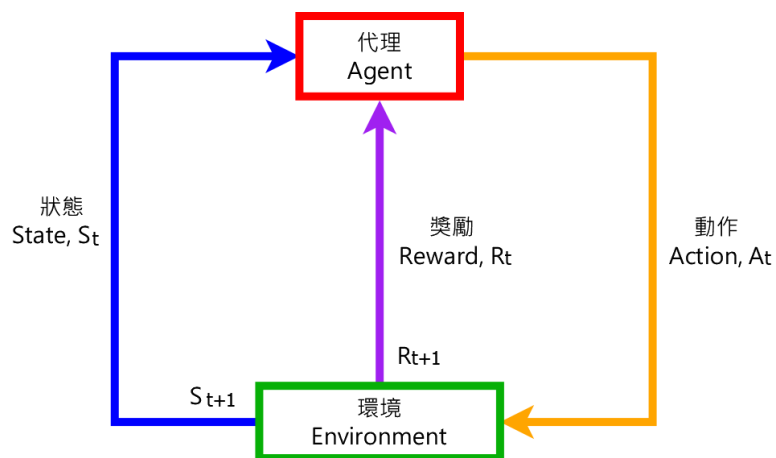 代理
Agent
狀態
State, St
獎勵
Reward, Rt
動作
Action, At
Rt+1
St+1
環境
Environment